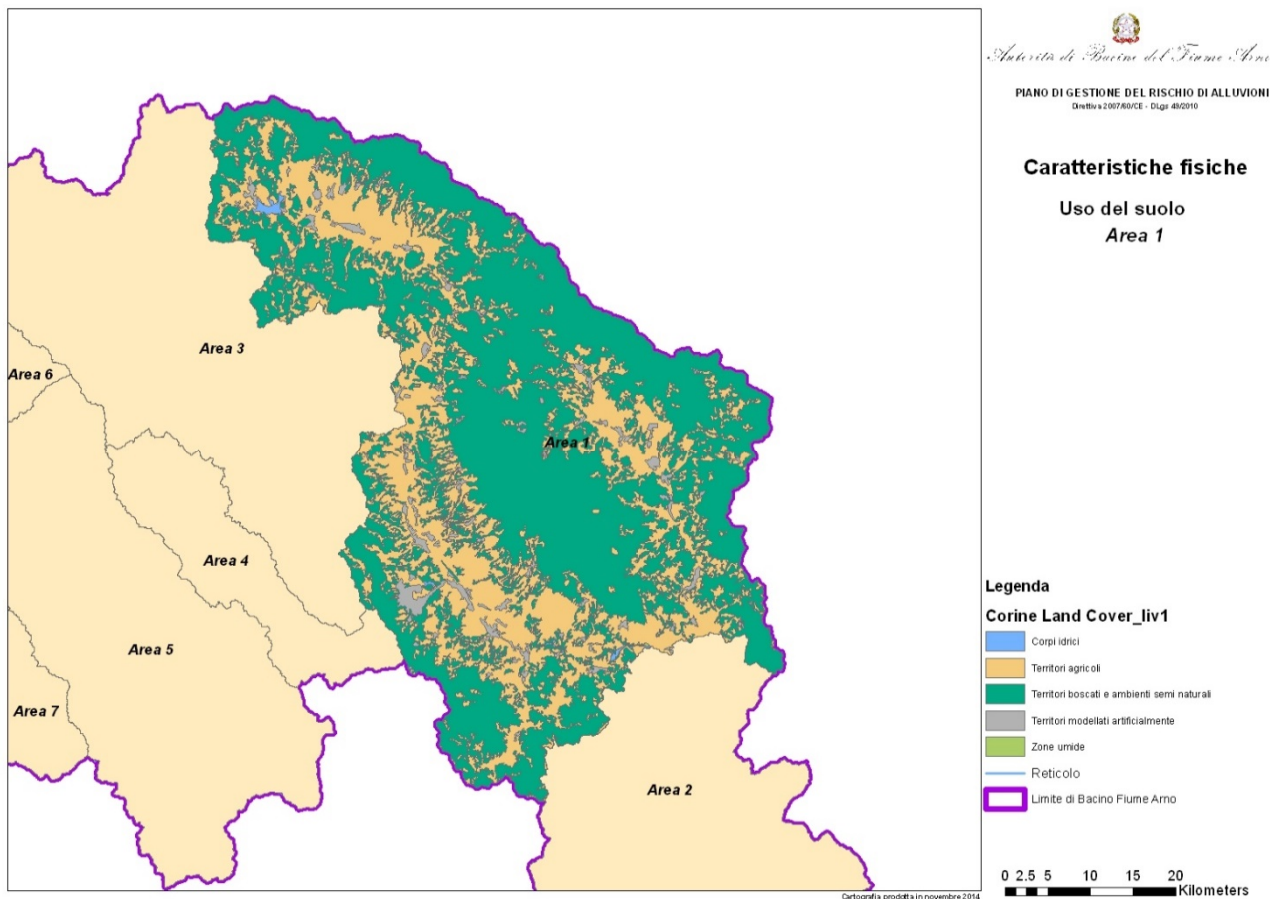 Autorità di Bacino del Fiume Arno
PIANO DI GESTIONE DEL RISCHIO DI ALLUVIONI
Direttiva 2007/60/CE - DLgs 49/2010
Caratteristiche fisiche
Uso del suolo
Area 1
Area 3
Area 6
Area 1
Area 4
Area 5
Area 7
Area 2
Legenda
Corine Land Cover_liv1
Corpi idrici
Territori agricoli
Territori boscati e ambienti semi naturali
Territori modellati artificialmente
Zone umide
Reticolo
Limite di Bacino Fiume Arno
0 2.5 5 10 15 20
Kilometers
Cartografia prodotta in novembre 2014